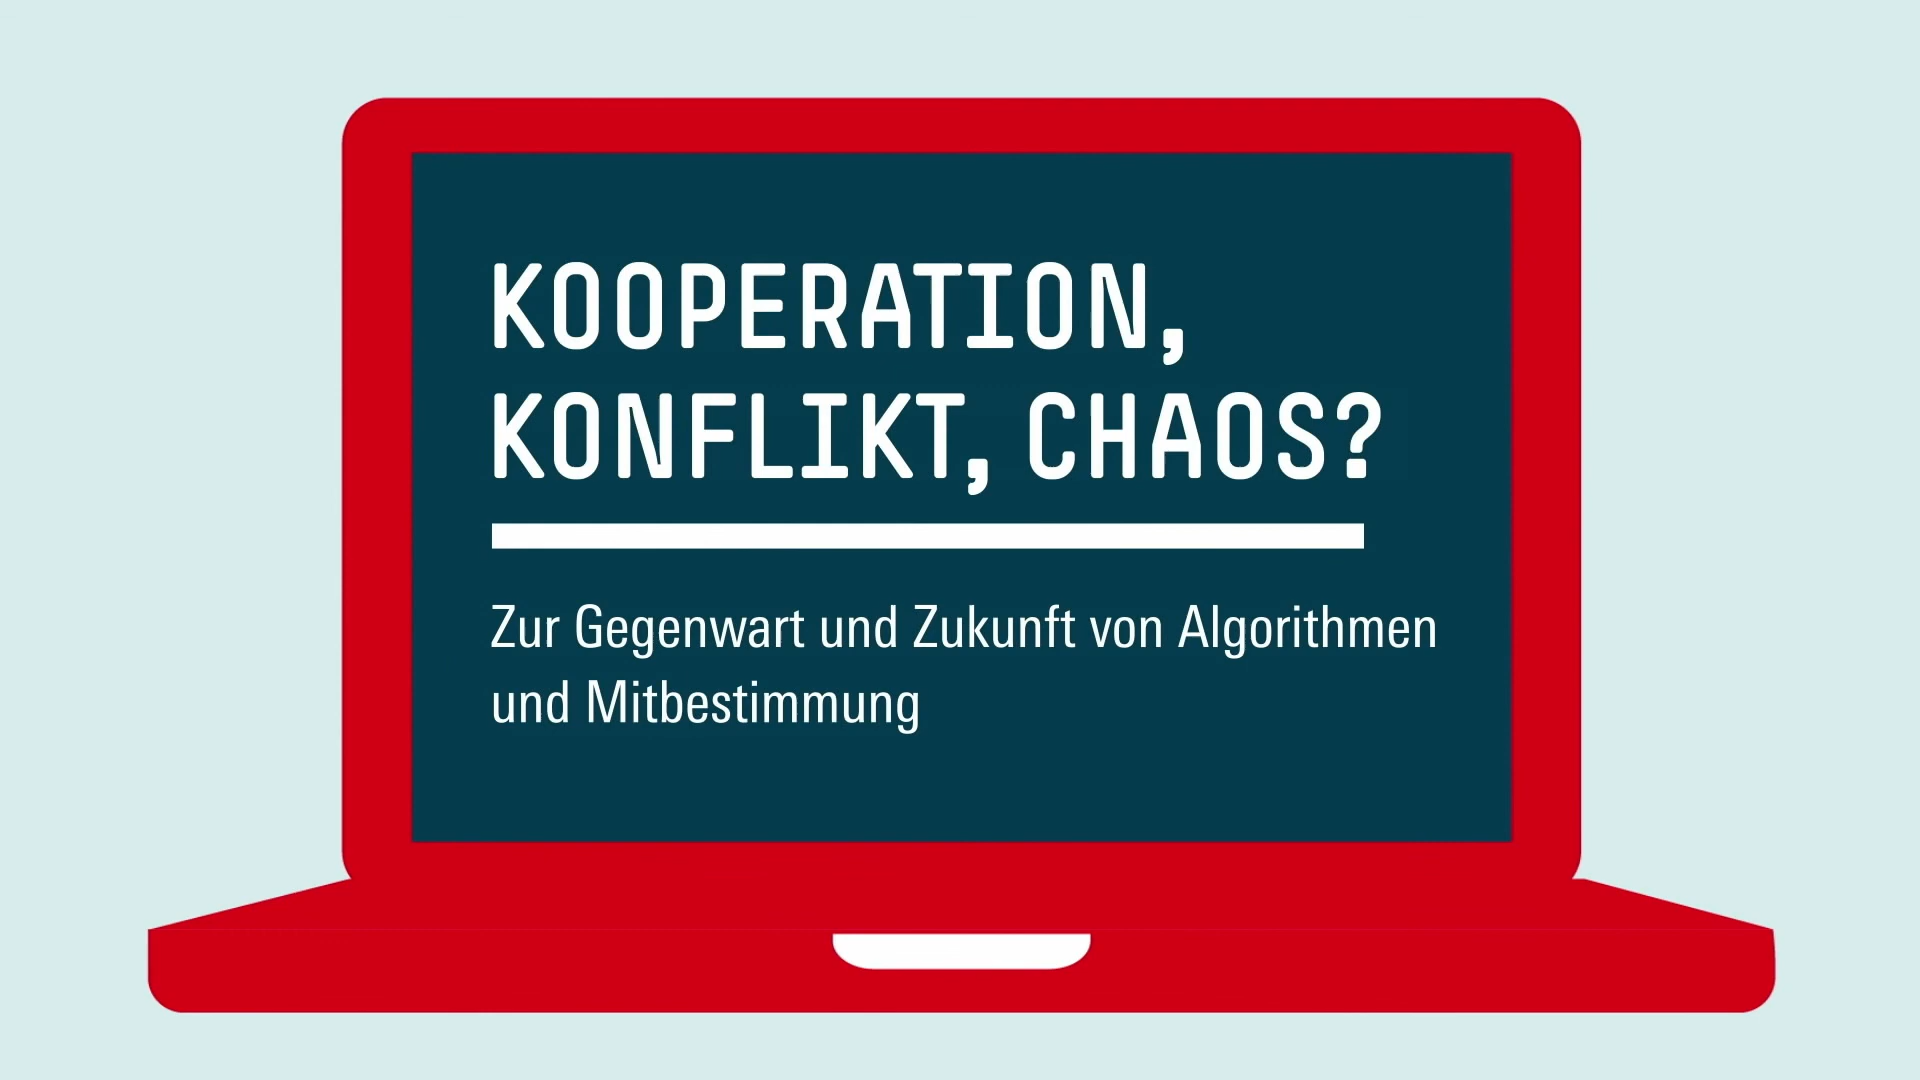 KOOPERATION,
KONFLIKT, CHAOS?
Zur Gegenwart und Zukunft von Algorithmen
und Mitbestimmung